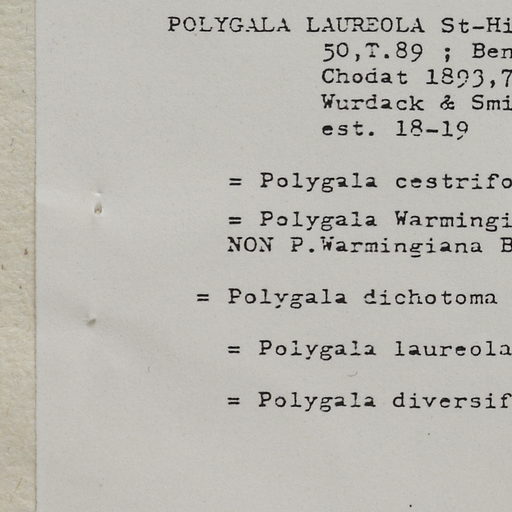 POLYGALA LAUREOLA St-Hi
50,T.89 ; Ben
Chodat 1893,7
Wurdack & Smi
est. 18-19
= Polygala cestrifo
= Polygala Warmingi
NON P.Warmingiana B
= Polygala dichotoma
= Polygala laureola
= Polygala diversif